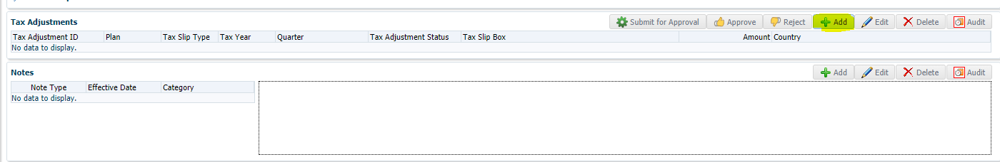 Tax Adjustments Submit for Approval Approve Reject Add Edit Delete Audit
Tax Adjustment ID Plan Tax Slip Type Tax Year Quarter Tax Adjustment Status Tax Slip Box Amount Country
No data to display.
Notes Add Edit Delete Audit
Note Type Effective Date Category
No data to display.